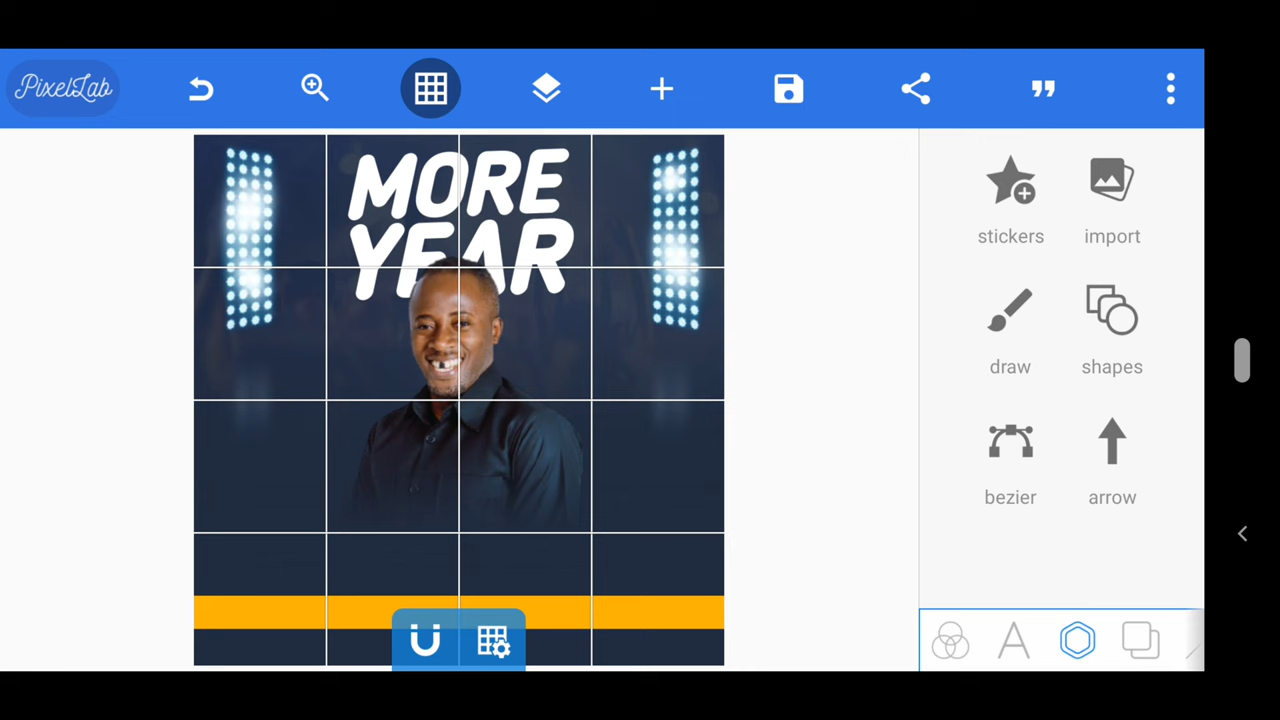 PixelLab
MORE
YEAR
stickers
import
draw
shapes
bezier
arrow